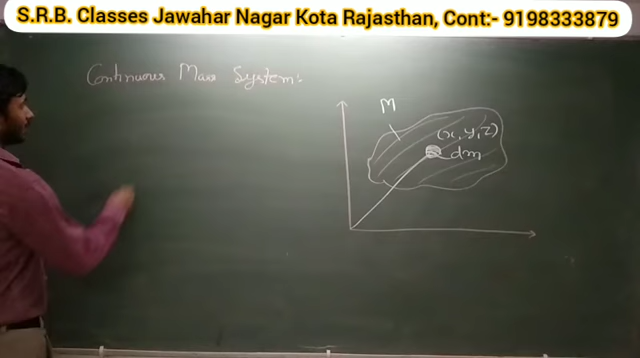 S.R.B. Classes Jawahar Nagar Kota Rajasthan, Cont:- 9198333879
Continuous Mass System:
M
(x, y, z)
dm